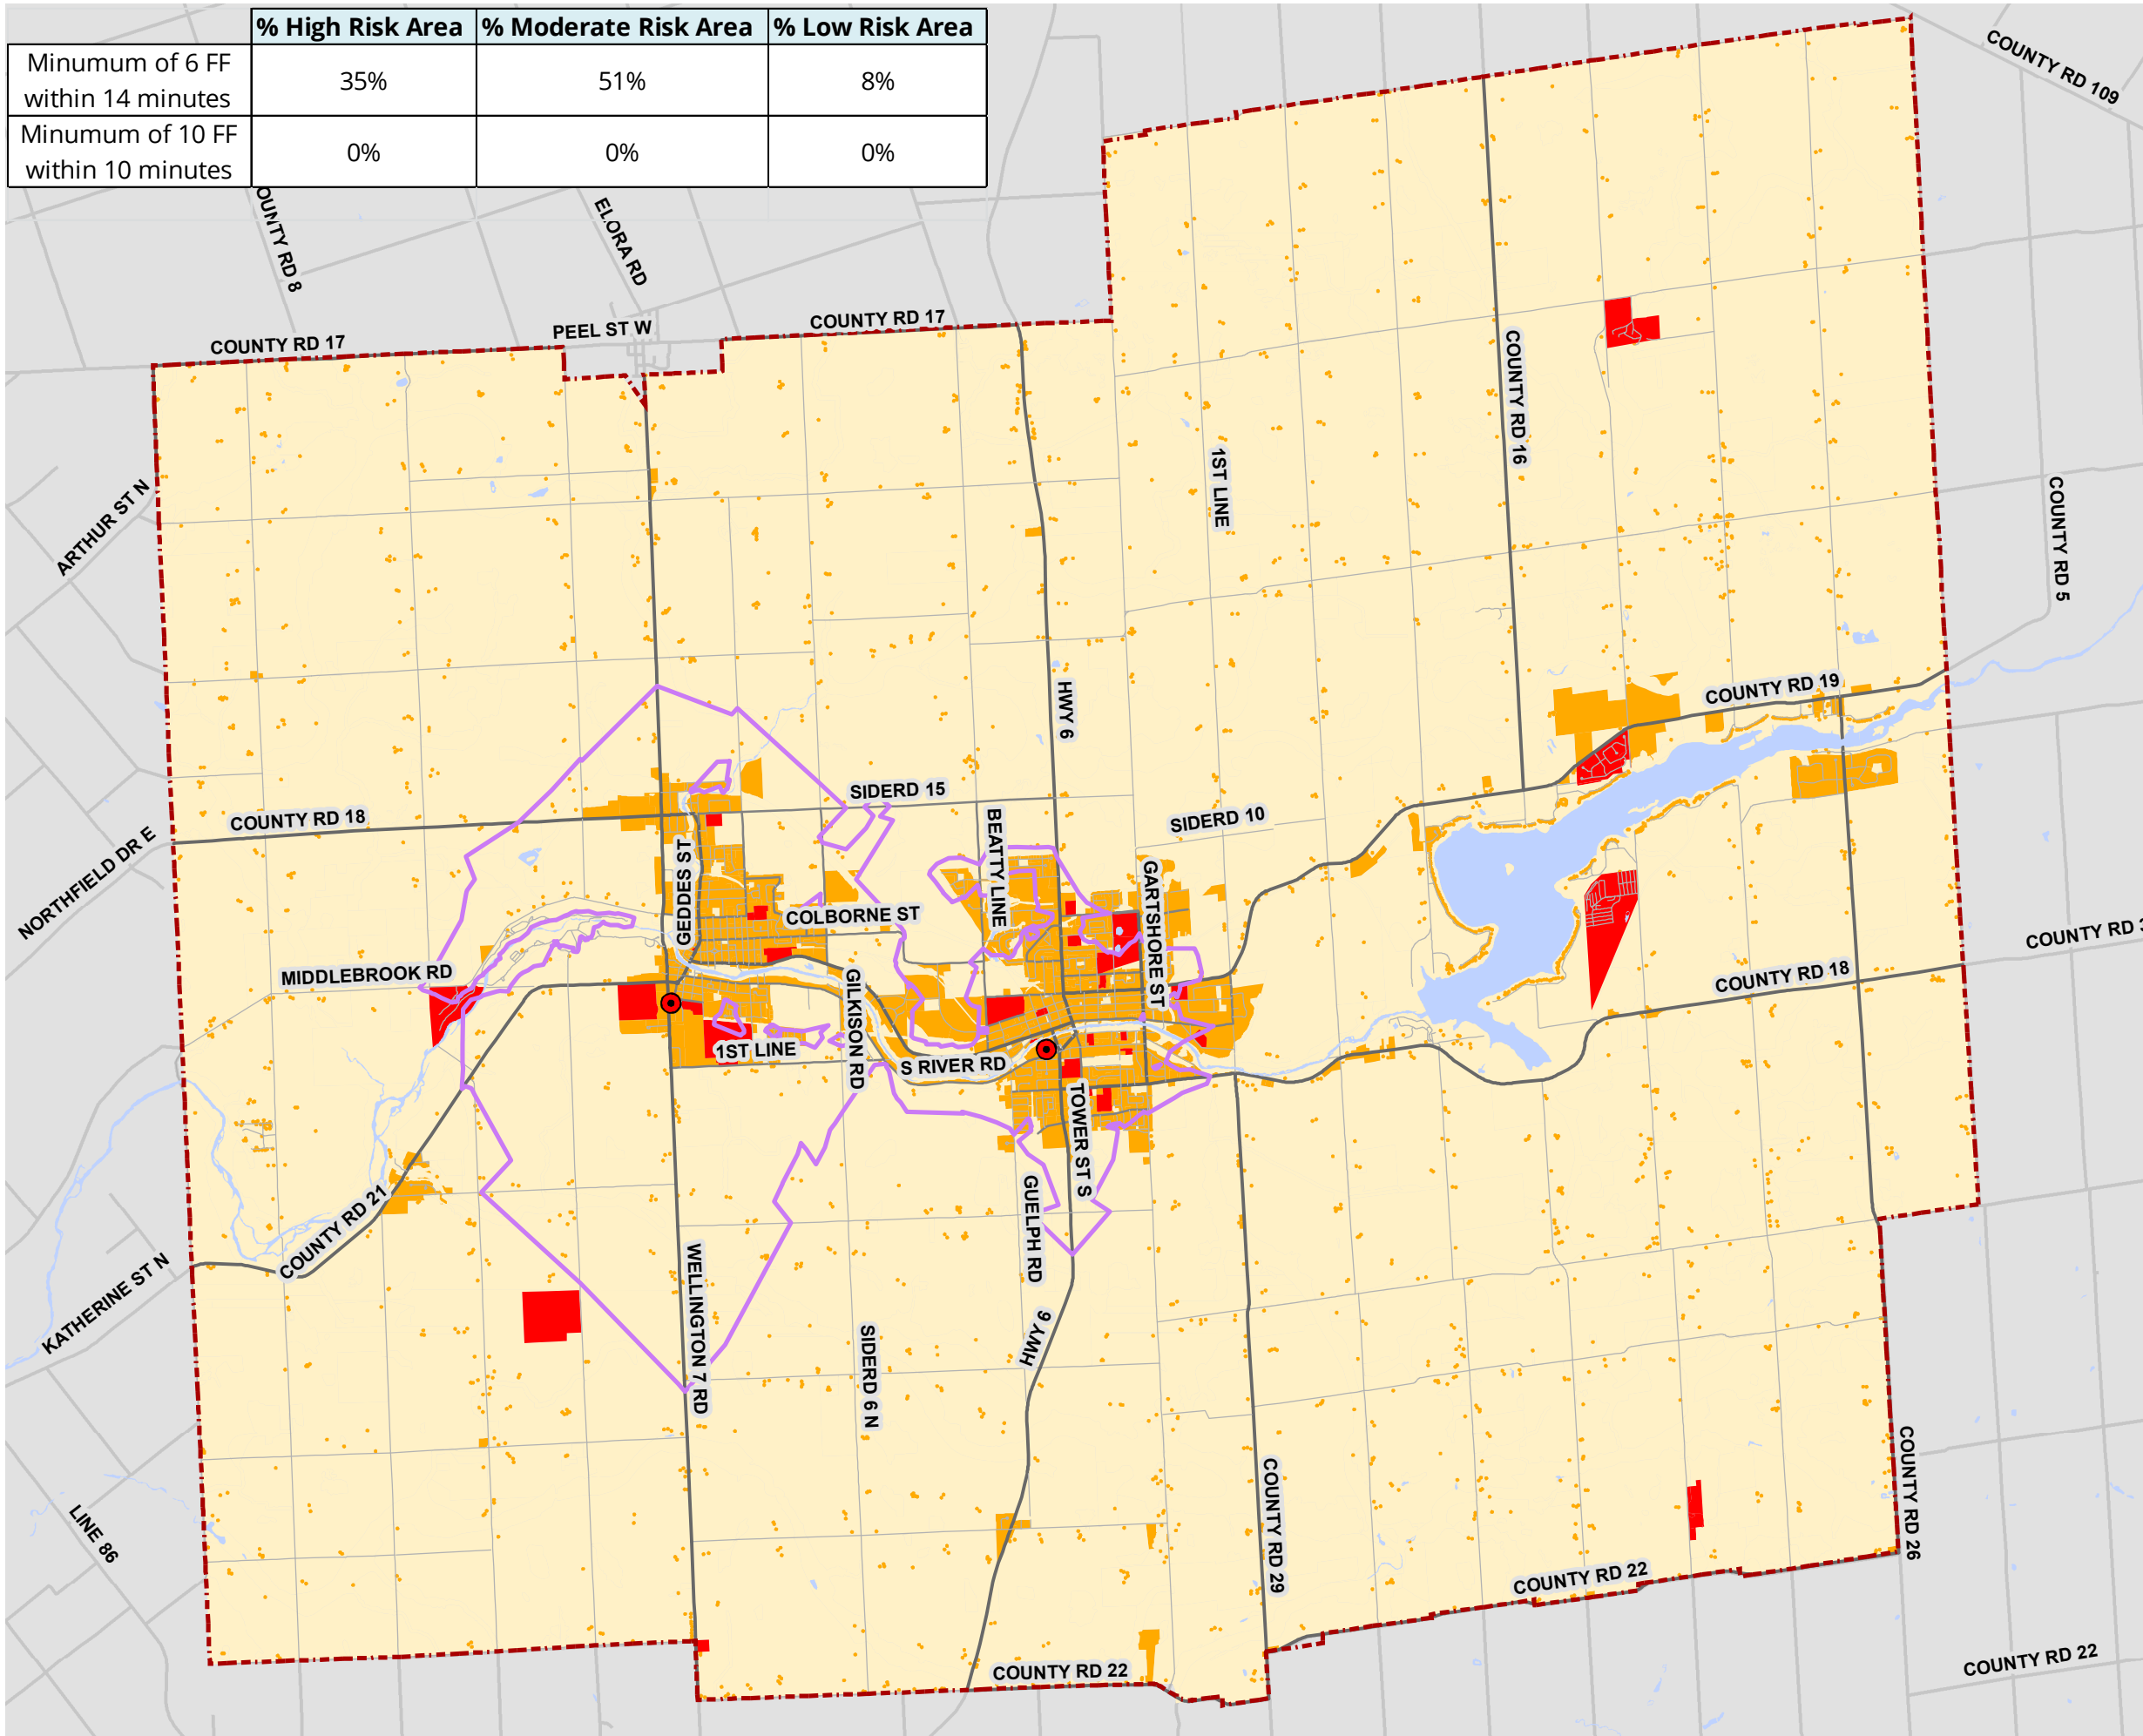 % High Risk Area % Moderate Risk Area % Low Risk Area
Minumum of 6 FF
within 14 minutes
35% 51% 8%
Minumum of 10 FF
within 10 minutes
0% 0% 0%
COUNTY RD 109
OUNTY RD 8
ELORA RD
COUNTY RD 17
PEEL ST W
COUNTY RD 17
COUNTY RD 16
1ST LINE
ARTHUR ST N
COUNTY RD 5
HWY 6
COUNTY RD 19
SIDERD 15
COUNTY RD 18
SIDERD 10
NORTHFIELD DR E
GEDDES ST
BEATTY LINE
GARTSHORE ST
COLBORNE ST
COUNTY RD 3
MIDDLEBROOK RD
COUNTY RD 18
GILKISON RD
1ST LINE
S RIVER RD
TOWER ST S
GUELPH RD
COUNTY RD 21
KATHERINE ST N
WELLINGTON 7 RD
SIDERD 6 N
HWY 6
COUNTY RD 29
COUNTY RD 26
LINE 86
COUNTY RD 22
COUNTY RD 22
COUNTY RD 22